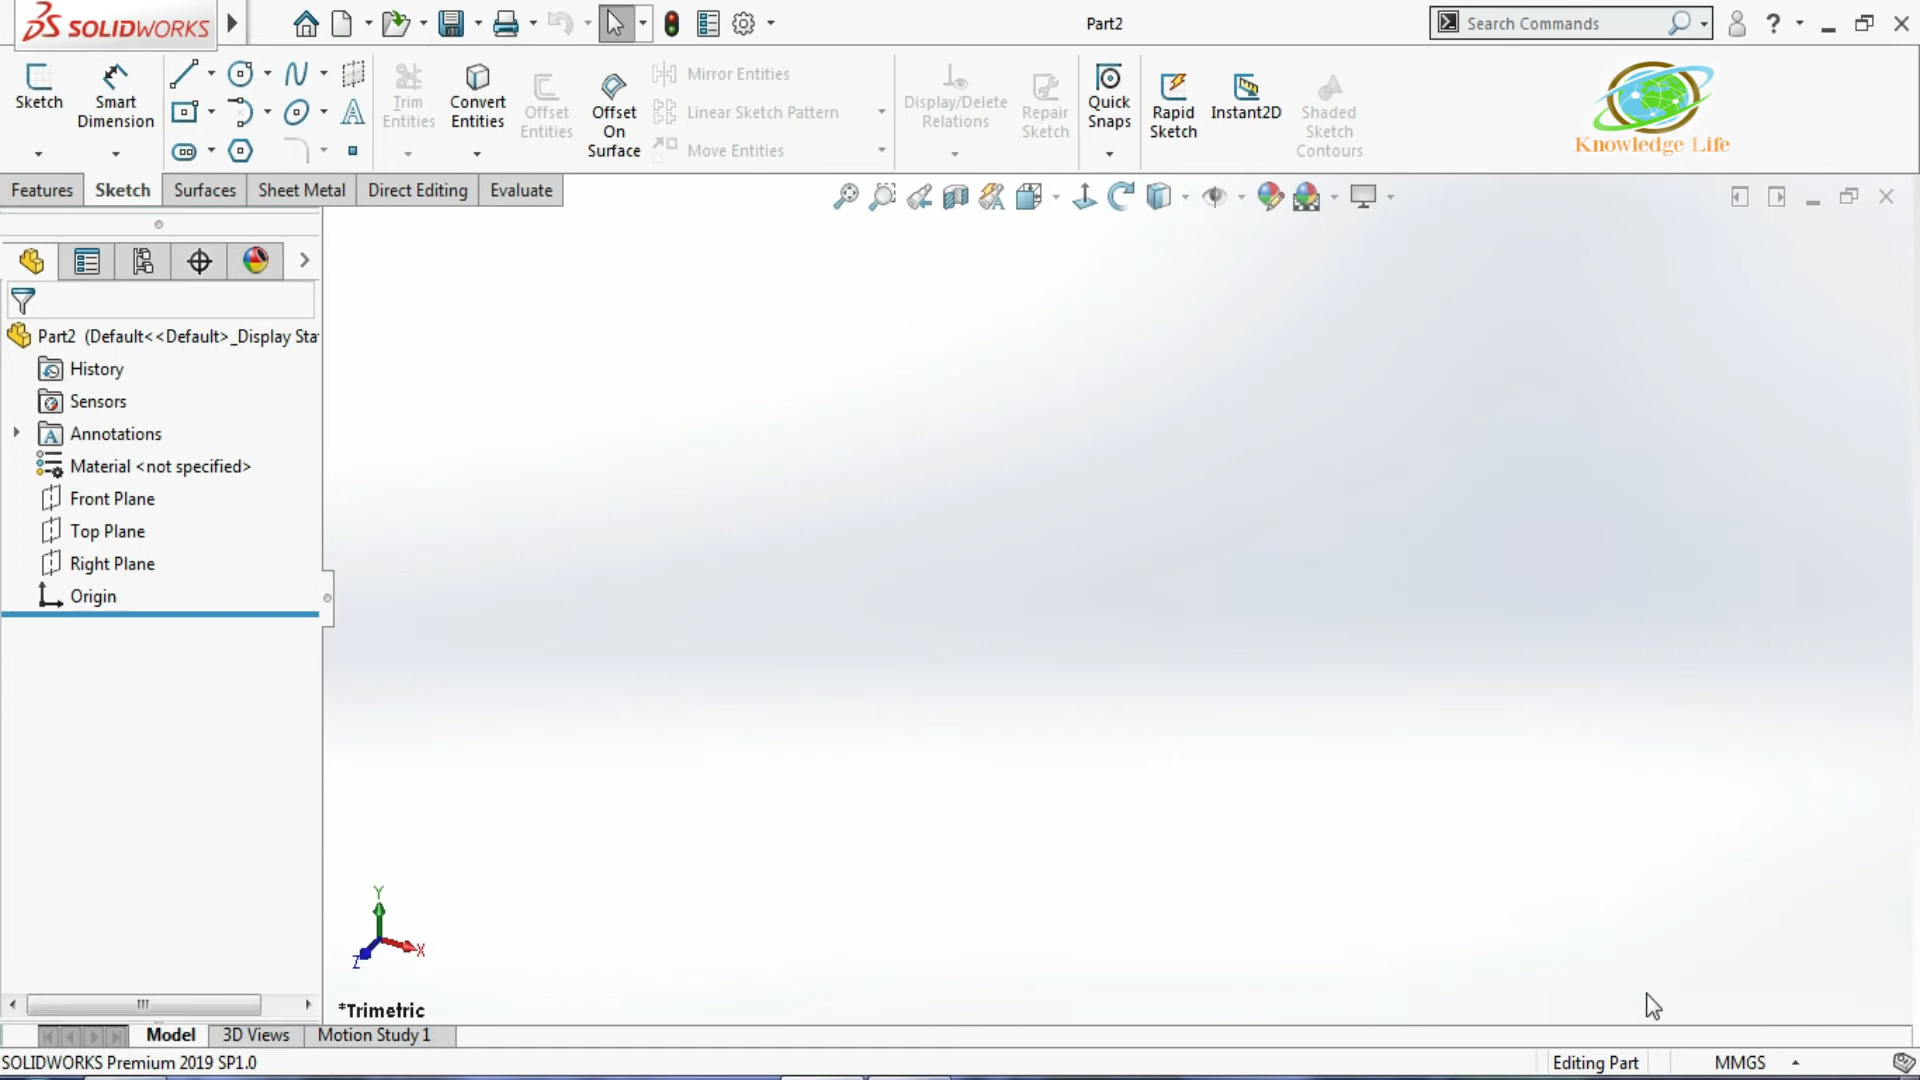 SOLIDWORKS
Part2
Search Commands
?
Sketch
Smart
Dimension
Trim
Entities
Convert
Entities
Offset
Entities
Offset
On
Surface
Mirror Entities
Linear Sketch Pattern
Move Entities
Display/Delete
Relations
Repair
Sketch
Quick
Snaps
Rapid
Sketch
Instant2D
Shaded
Sketch
Contours
Knowledge Life
Features
Sketch
Surfaces
Sheet Metal
Direct Editing
Evaluate
Part2 (Default<<Default>_Display Sta
History
Sensors
Annotations
Material <not specified>
Front Plane
Top Plane
Right Plane
Origin
Y
X
Z
*Trimetric
Model
3D Views
Motion Study 1
SOLIDWORKS Premium 2019 SP1.0
Editing Part
MMGS